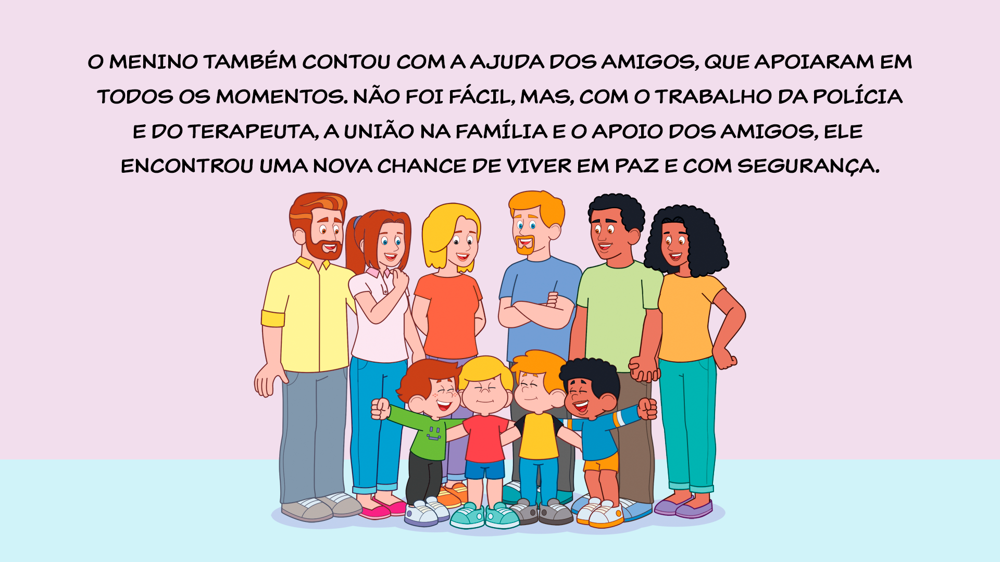 O MENINO TAMBÉM CONTOU COM A AJUDA DOS AMIGOS, QUE APOIARAM EM
TODOS OS MOMENTOS. NÃO FOI FÁCIL, MAS, COM O TRABALHO DA POLÍCIA
E DO TERAPEUTA, A UNIÃO NA FAMÍLIA E O APOIO DOS AMIGOS, ELE
ENCONTROU UMA NOVA CHANCE DE VIVER EM PAZ E COM SEGURANÇA.